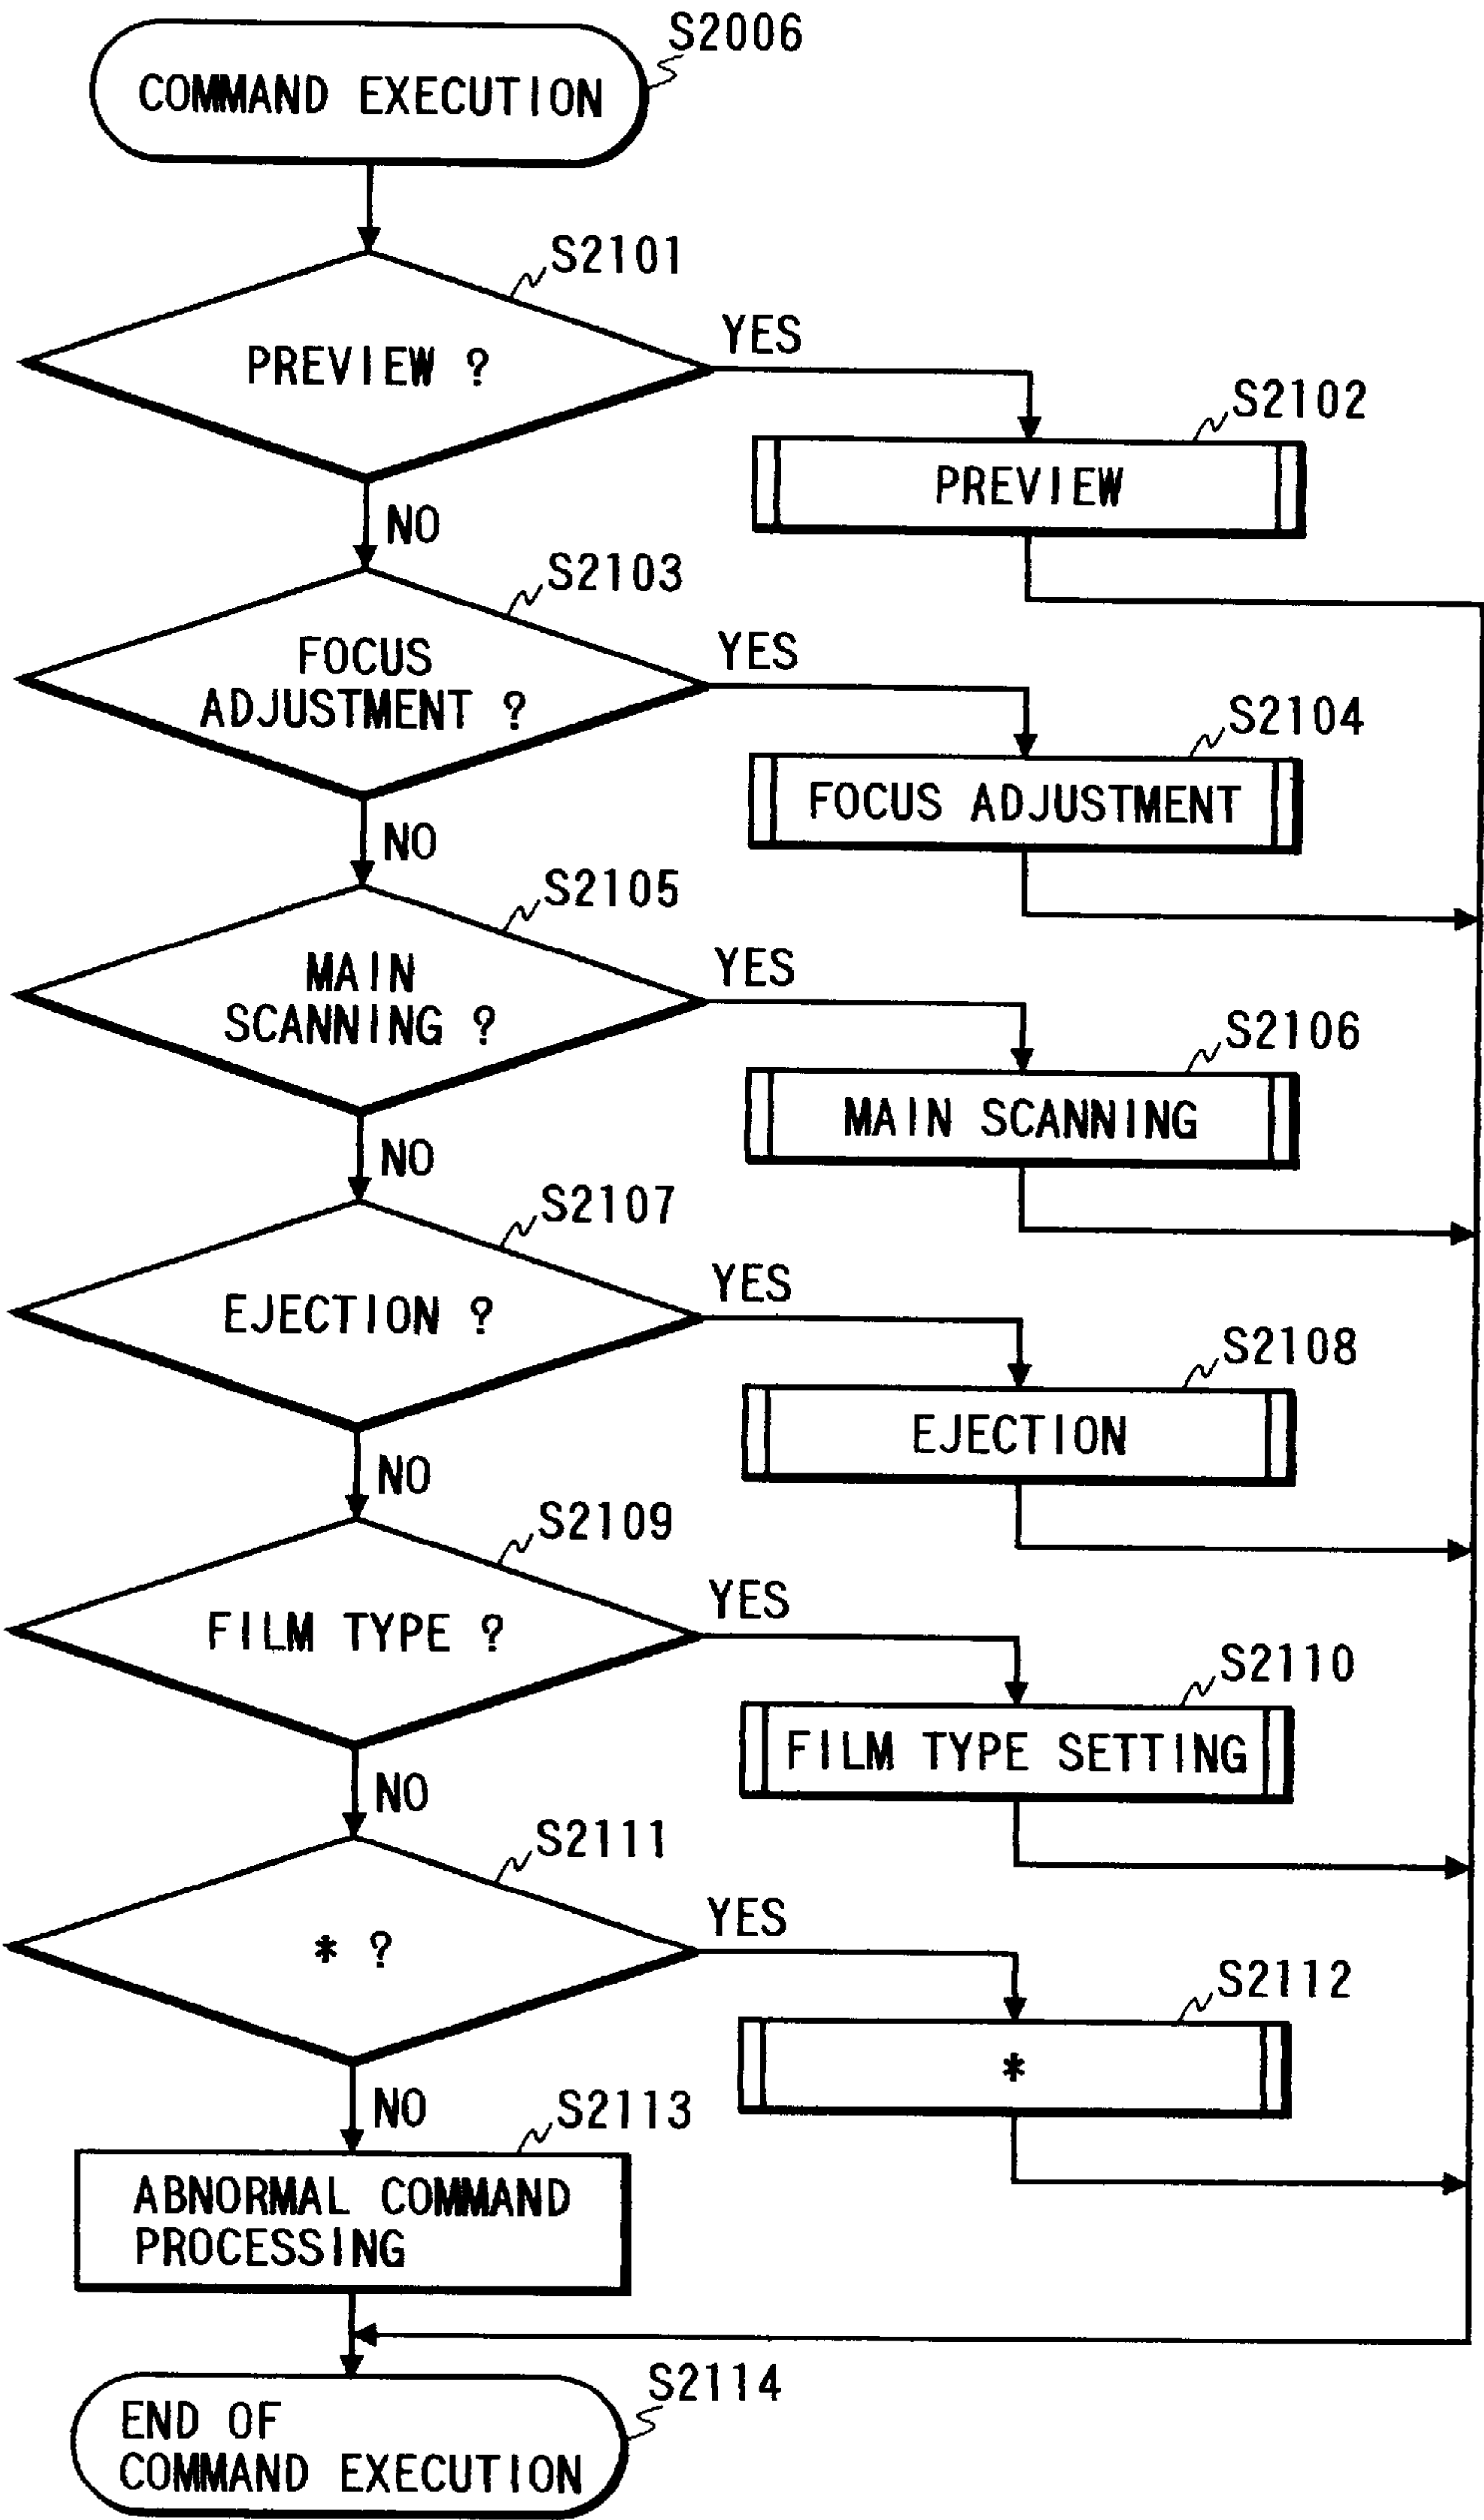 S2006
COMMAND EXECUTION
S2101
PREVIEW ?
YES
S2102
PREVIEW
NO
S2103
FOCUS
ADJUSTMENT ?
YES
S2104
FOCUS ADJUSTMENT
NO
S2105
MAIN
SCANNING ?
YES
S2106
MAIN SCANNING
NO
S2107
EJECTION ?
YES
S2108
EJECTION
NO
S2109
FILM TYPE ?
YES
S2110
FILM TYPE SETTING
NO
S2111
* ?
YES
S2112
*
NO
S2113
ABNORMAL COMMAND
PROCESSING
S2114
END OF
COMMAND EXECUTION